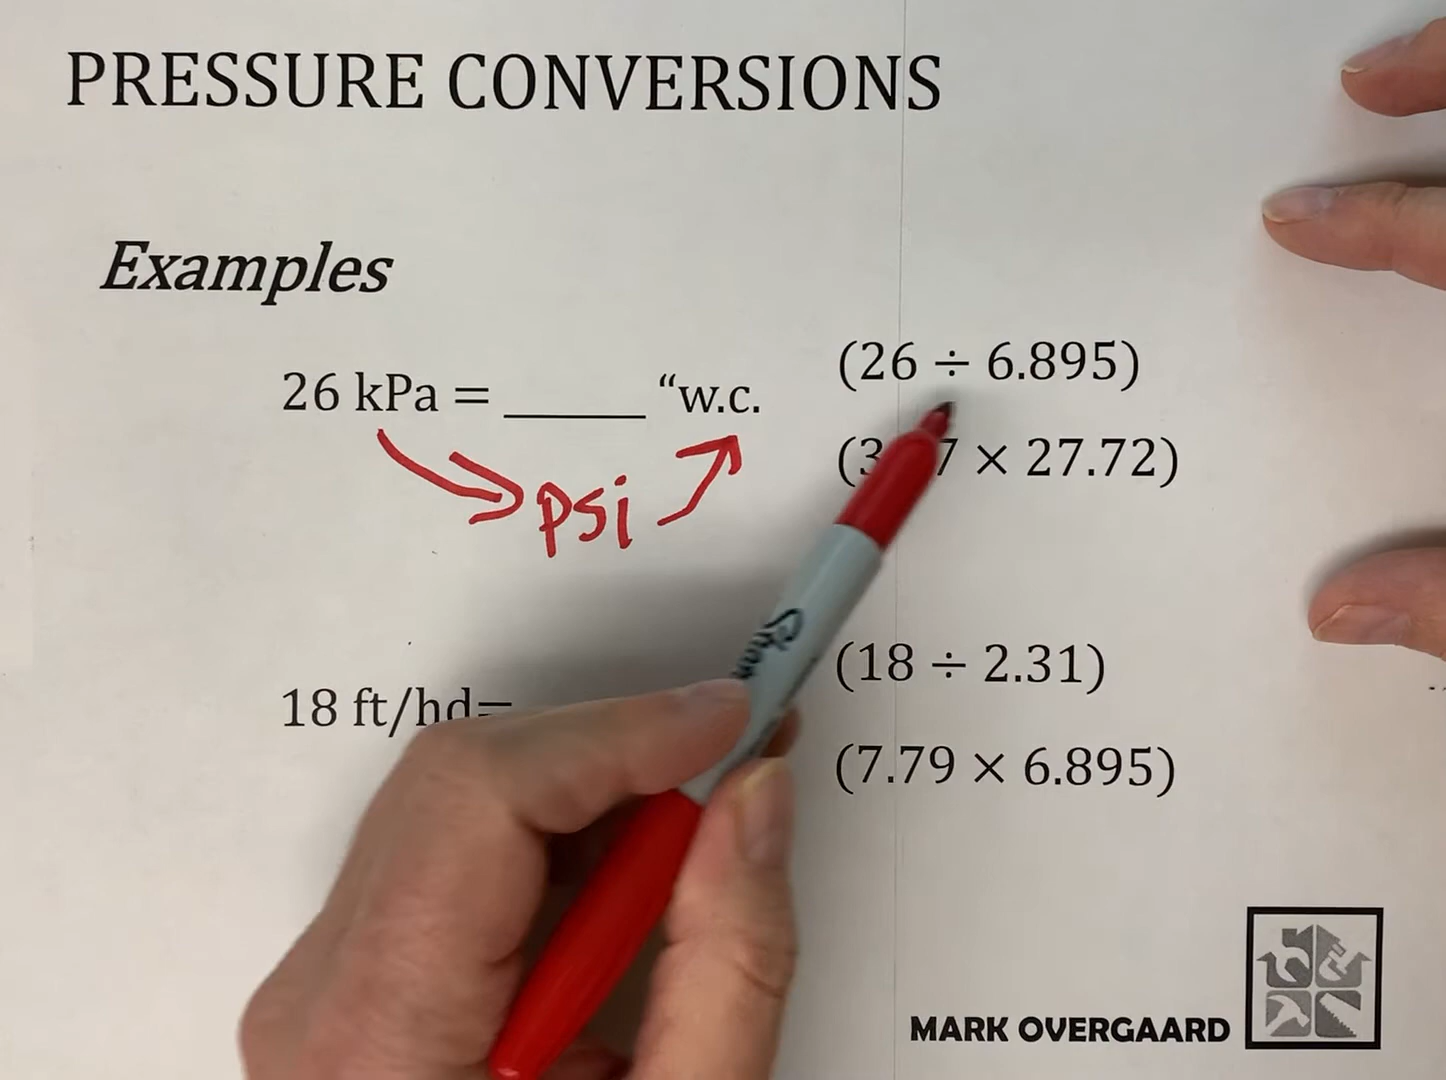 PRESSURE CONVERSIONS
Examples
26 kPa = _____ “w.c.
(26 ÷ 6.895)
× 27.72)
psi
18 ft/hd=
(18 ÷ 2.31)
(7.79 × 6.895)
MARK OVERGAARD